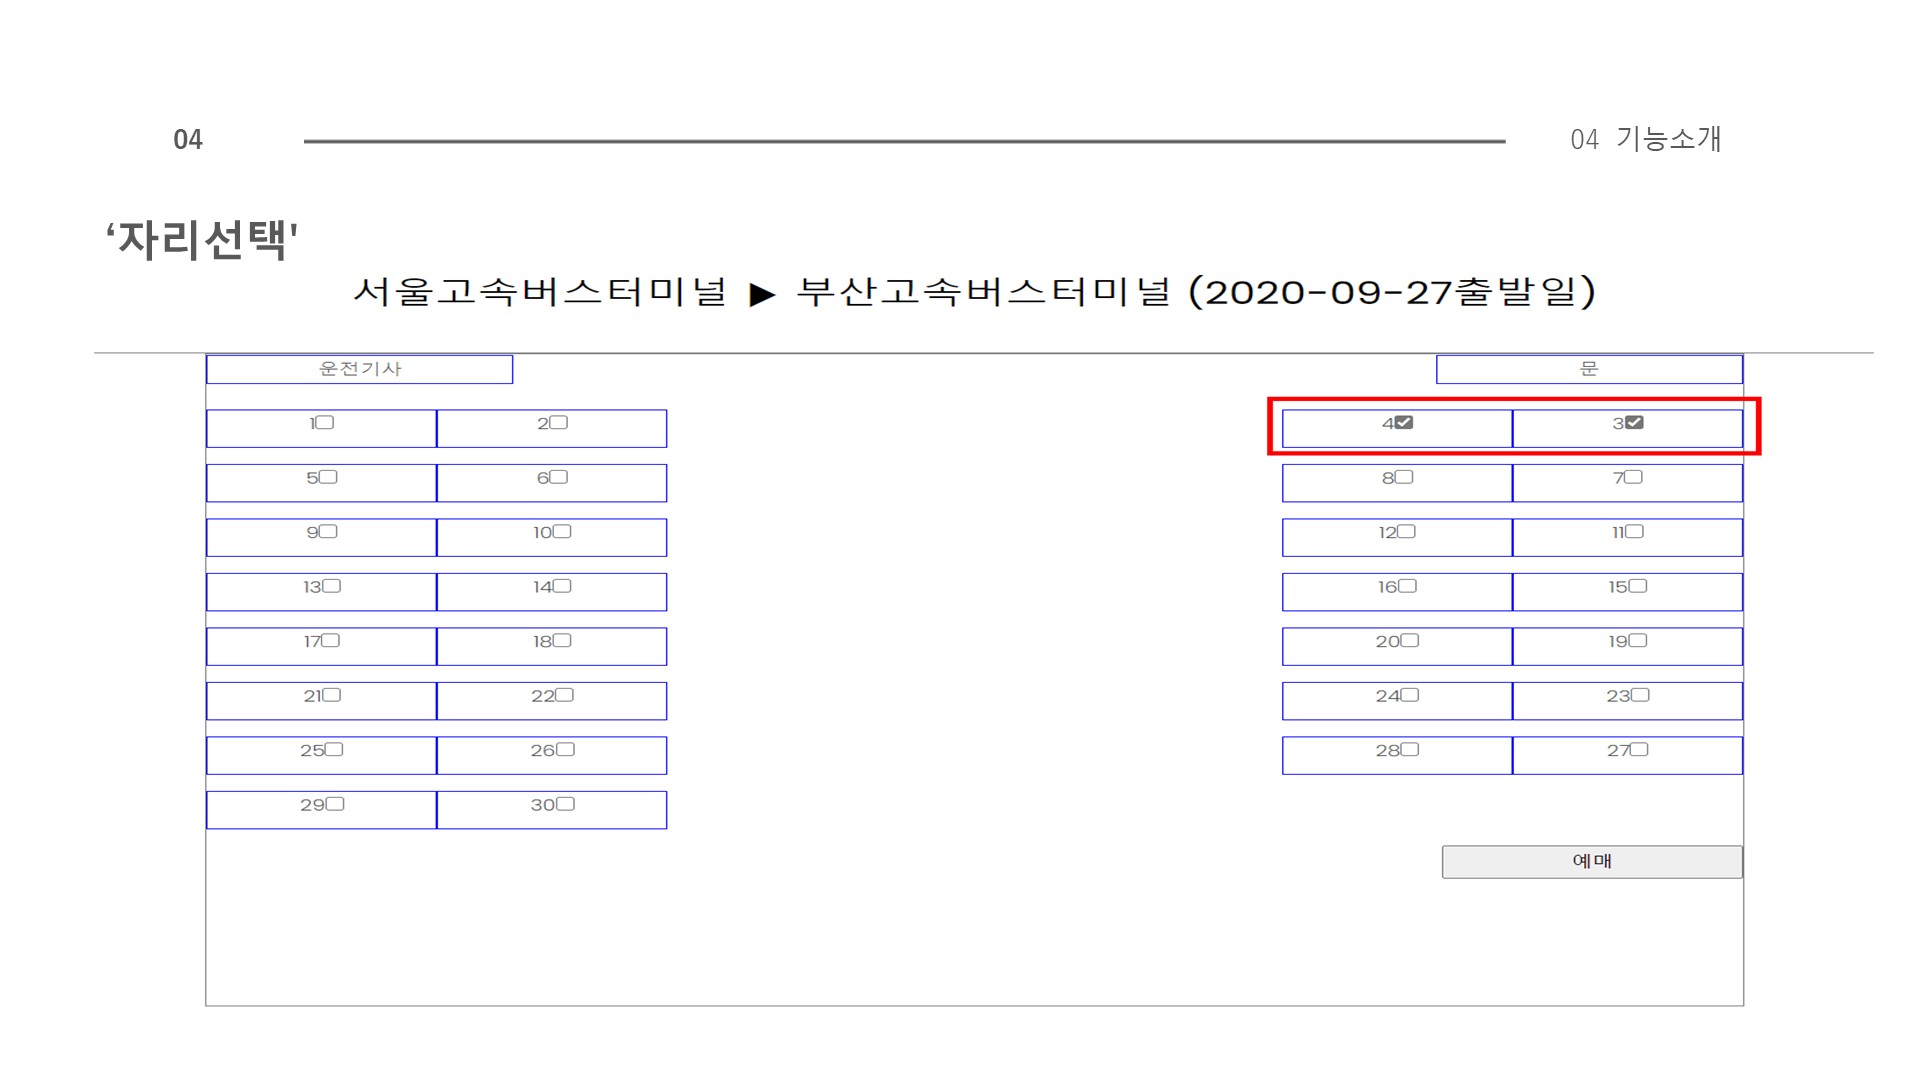 04
04 기능소개
‘자리선택'
서울고속버스터미널 ▶ 부산고속버스터미널 (2020-09-27출발일)
운전기사 문
1 2 4 3
5 6 8 7
9 10 12 11
13 14 16 15
17 18 20 19
21 22 24 23
25 26 28 27
29 30
예매